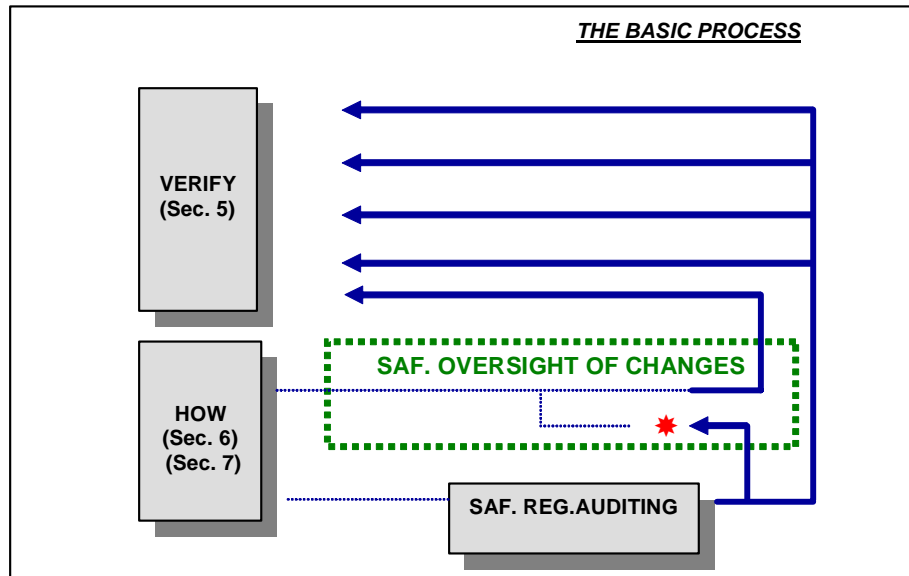 THE BASIC PROCESS
VERIFY
(Sec. 5)
SAF. OVERSIGHT OF CHANGES
HOW
(Sec. 6)
(Sec. 7)
SAF. REG.AUDITING